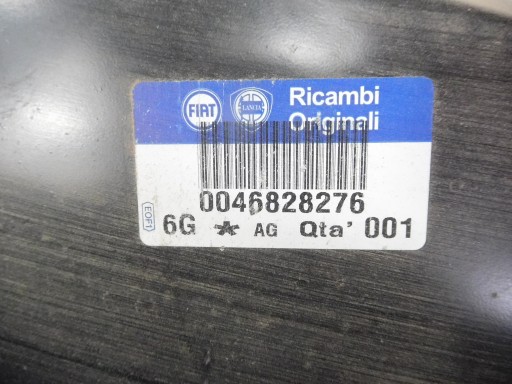 FIAT LANCIA Ricambi
Originali
0046828276
EOF1 6G AG Qta' 001